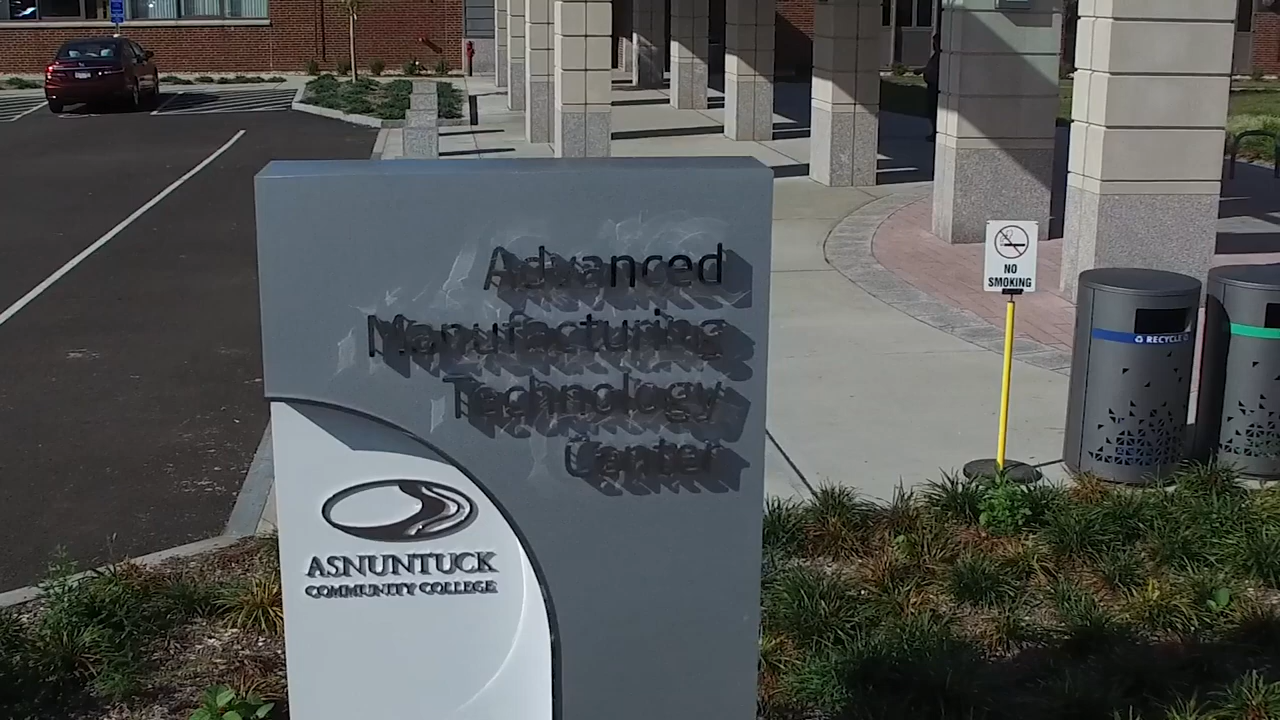 Advanced
Manufacturing
Technology
Center
ASNUNTUCK
COMMUNITY COLLEGE
NO
SMOKING
RECYCLE